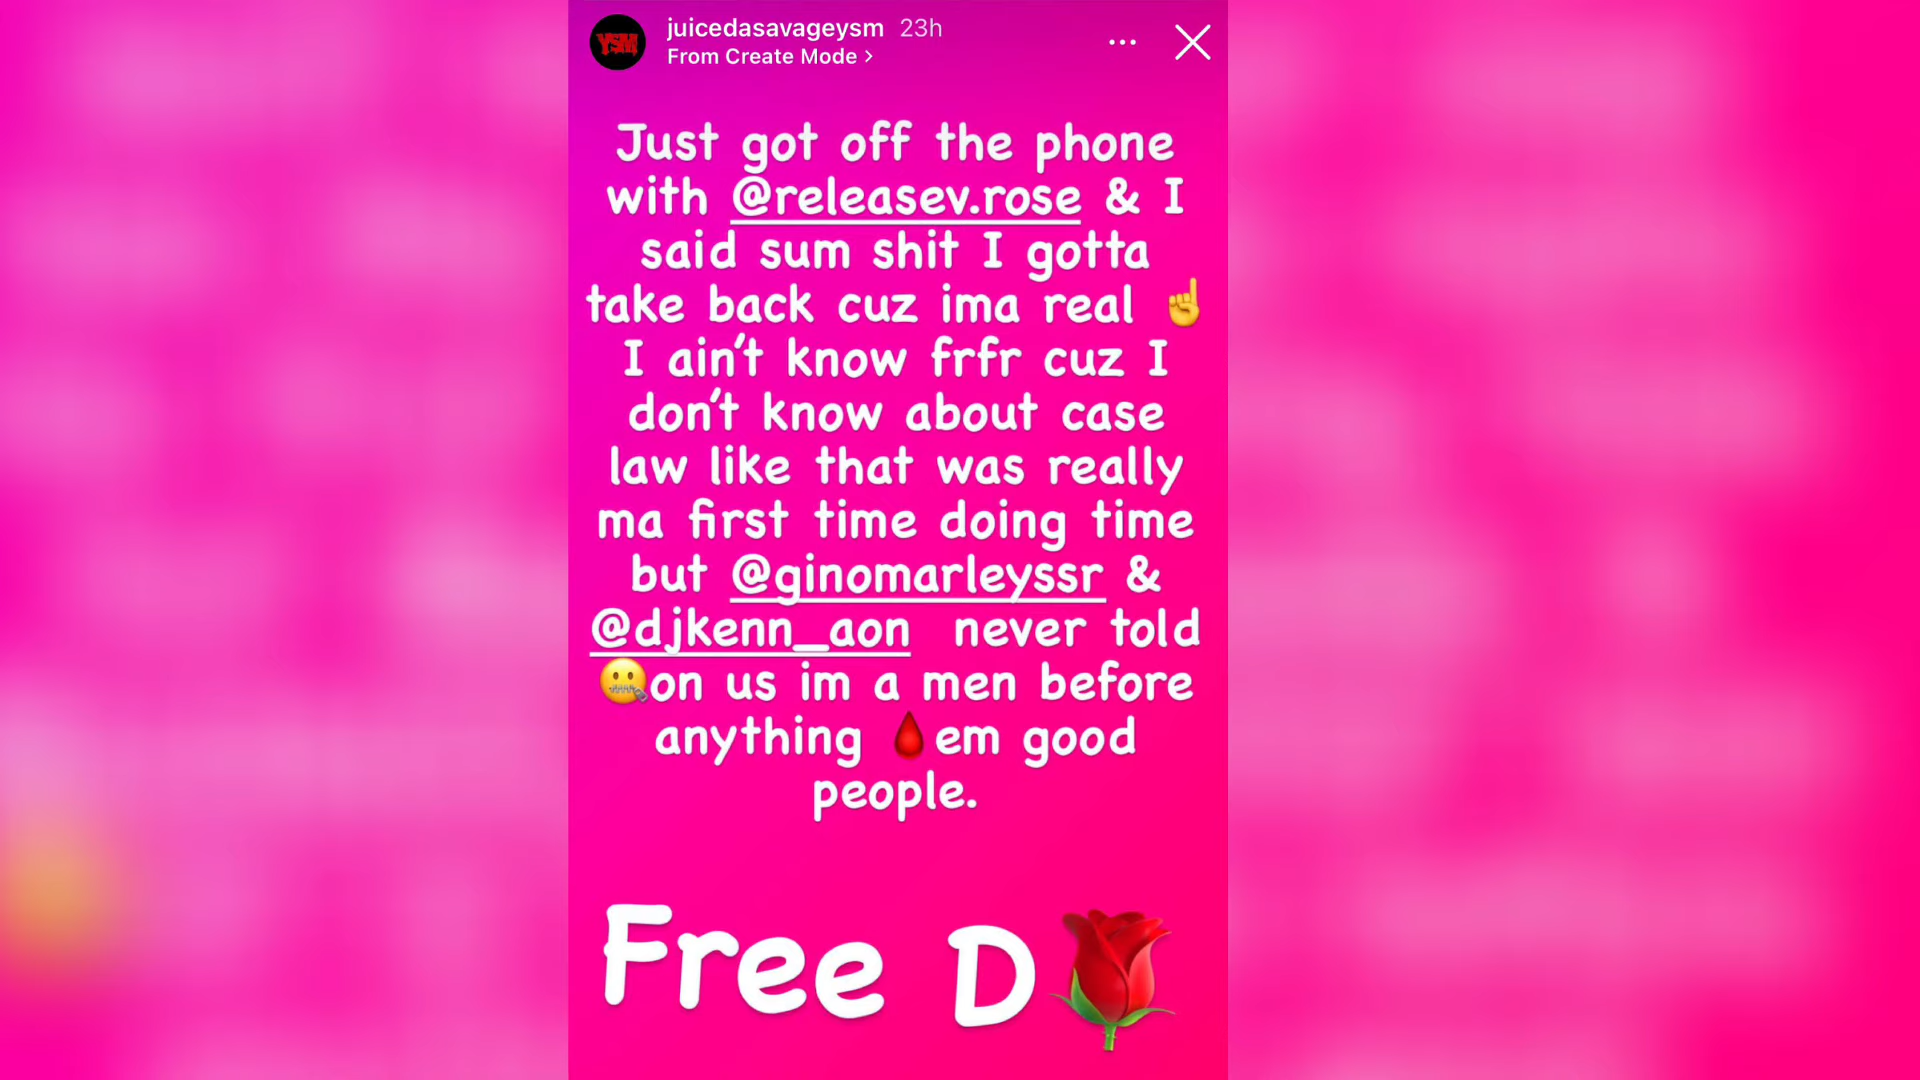 YSM
juicedasavageysm 23h
From Create Mode >
Just got off the phone
with @releasev.rose & I
said sum shit I gotta
take back cuz ima real ☝️
I ain't know frfr cuz I
don't know about case
law like that was really
ma first time doing time
but @ginomarleyssr &
@djkenn_aon never told
🤐on us im a men before
anything 🩸em good
people.
Free D🌹